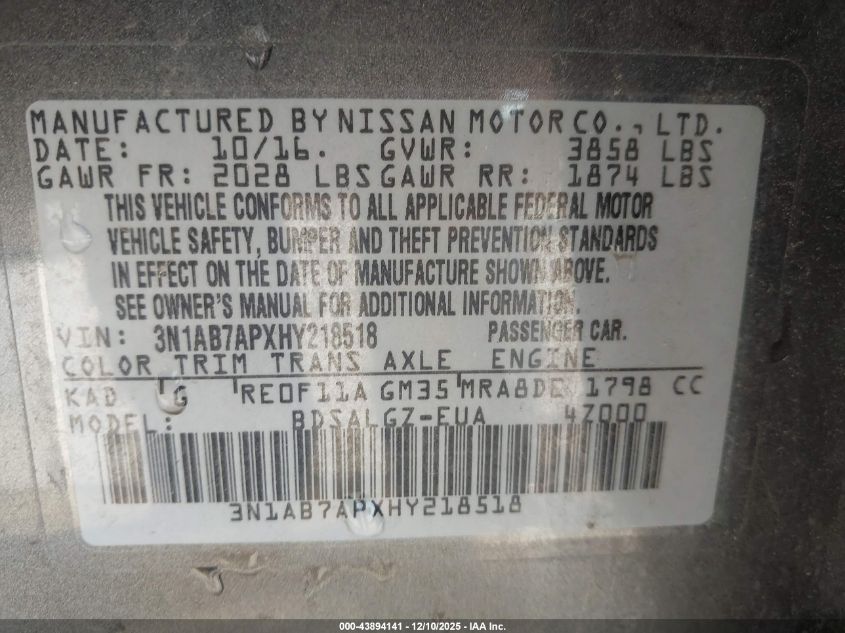 MANUFACTURED BY NISSAN MOTOR CO., LTD.
DATE: 10/16. GVWR: 3858 LBS
GAWR FR: 2028 LBS GAWR RR: 1874 LBS
THIS VEHICLE CONFORMS TO ALL APPLICABLE FEDERAL MOTOR
VEHICLE SAFETY, BUMPER AND THEFT PREVENTION STANDARDS
IN EFFECT ON THE DATE OF MANUFACTURE SHOWN ABOVE.
SEE OWNER'S MANUAL FOR ADDITIONAL INFORMATION.
VIN: 3N1AB7APXHY218518 PASSENGER CAR.
COLOR TRIM TRANS AXLE ENGINE
KAD G RE0F11A GM35 MRA8DE 1798 CC
MODEL: BDSALGZ-EUA 4Z000
3N1AB7APXHY218518
000-43894141 - 12/10/2025 - IAA Inc.